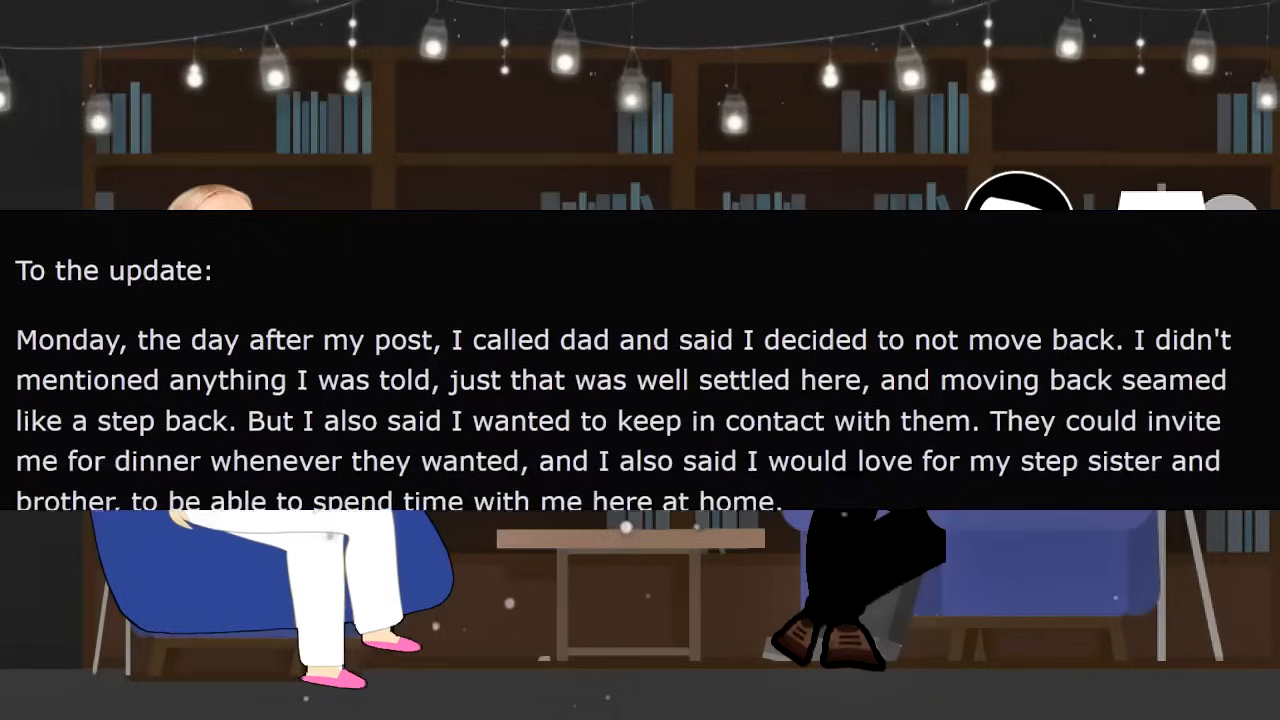 To the update:
Monday, the day after my post, I called dad and said I decided to not move back. I didn't
mentioned anything I was told, just that was well settled here, and moving back seamed
like a step back. But I also said I wanted to keep in contact with them. They could invite
me for dinner whenever they wanted, and I also said I would love for my step sister and
brother, to be able to spend time with me here at home.